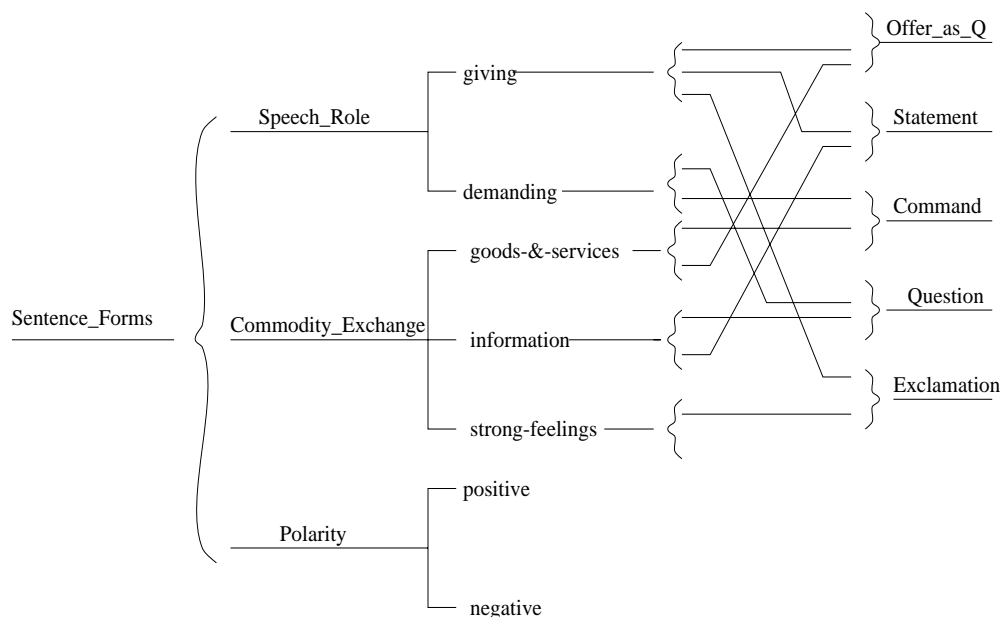 Offer_as_Q
giving
Speech_Role
Statement
demanding
Command
goods-&-services
Question
Sentence_Forms
Commodity_Exchange
information
Exclamation
strong-feelings
positive
Polarity
negative